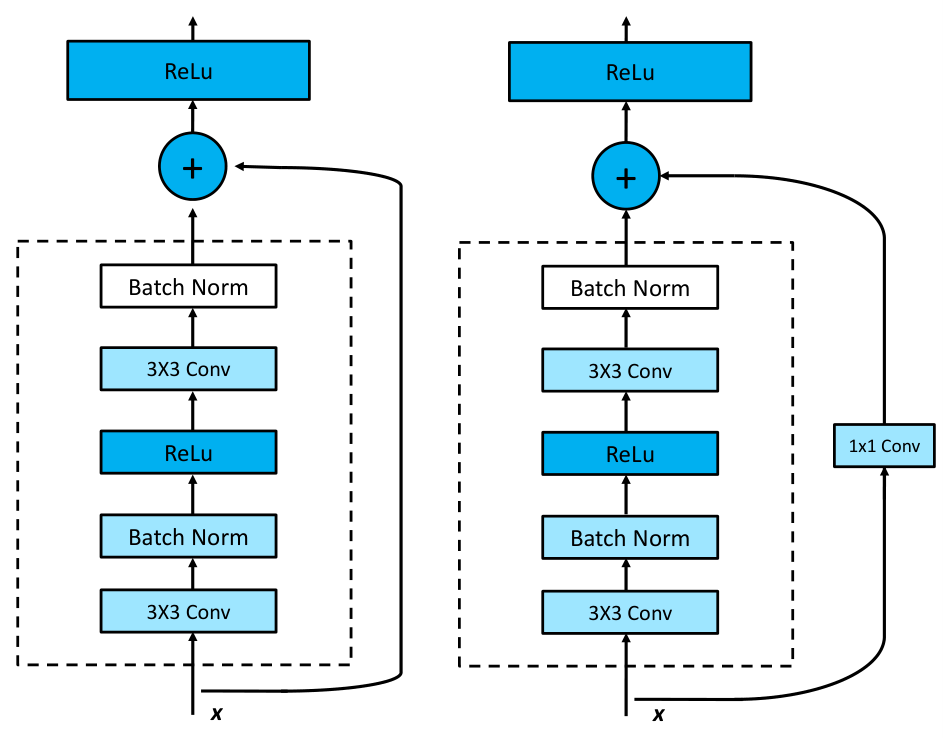 ReLu
+
Batch Norm
3X3 Conv
ReLu
Batch Norm
3X3 Conv
x
ReLu
+
Batch Norm
3X3 Conv
ReLu
Batch Norm
3X3 Conv
x
1x1 Conv